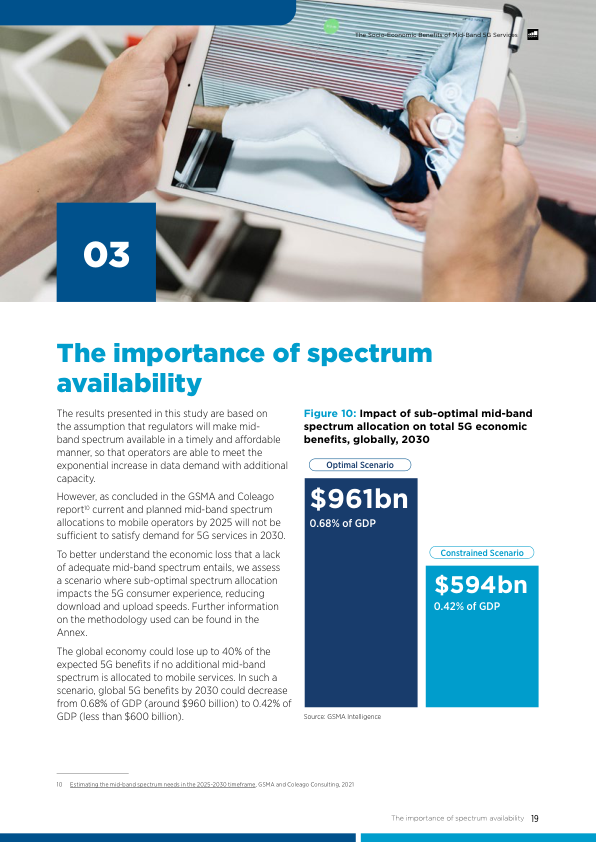 The Socio-Economic Benefits of Mid-Band 5G Services
03
The importance of spectrum
availability
The results presented in this study are based on
the assumption that regulators will make mid-
band spectrum available in a timely and affordable
manner, so that operators are able to meet the
exponential increase in data demand with additional
capacity.
However, as concluded in the GSMA and Coleago
report¹⁰ current and planned mid-band spectrum
allocations to mobile operators by 2025 will not be
sufficient to satisfy demand for 5G services in 2030.
To better understand the economic loss that a lack
of adequate mid-band spectrum entails, we assess
a scenario where sub-optimal spectrum allocation
impacts the 5G consumer experience, reducing
download and upload speeds. Further information
on the methodology used can be found in the
Annex.
The global economy could lose up to 40% of the
expected 5G benefits if no additional mid-band
spectrum is allocated to mobile services. In such a
scenario, global 5G benefits by 2030 could decrease
from 0.68% of GDP (around $960 billion) to 0.42% of
GDP (less than $600 billion).
Figure 10: Impact of sub-optimal mid-band
spectrum allocation on total 5G economic
benefits, globally, 2030
Optimal Scenario
$961bn
0.68% of GDP
Constrained Scenario
$594bn
0.42% of GDP
Source: GSMA Intelligence
10 Estimating the mid-band spectrum needs in the 2025-2030 timeframe, GSMA and Coleago Consulting, 2021
The importance of spectrum availability 19